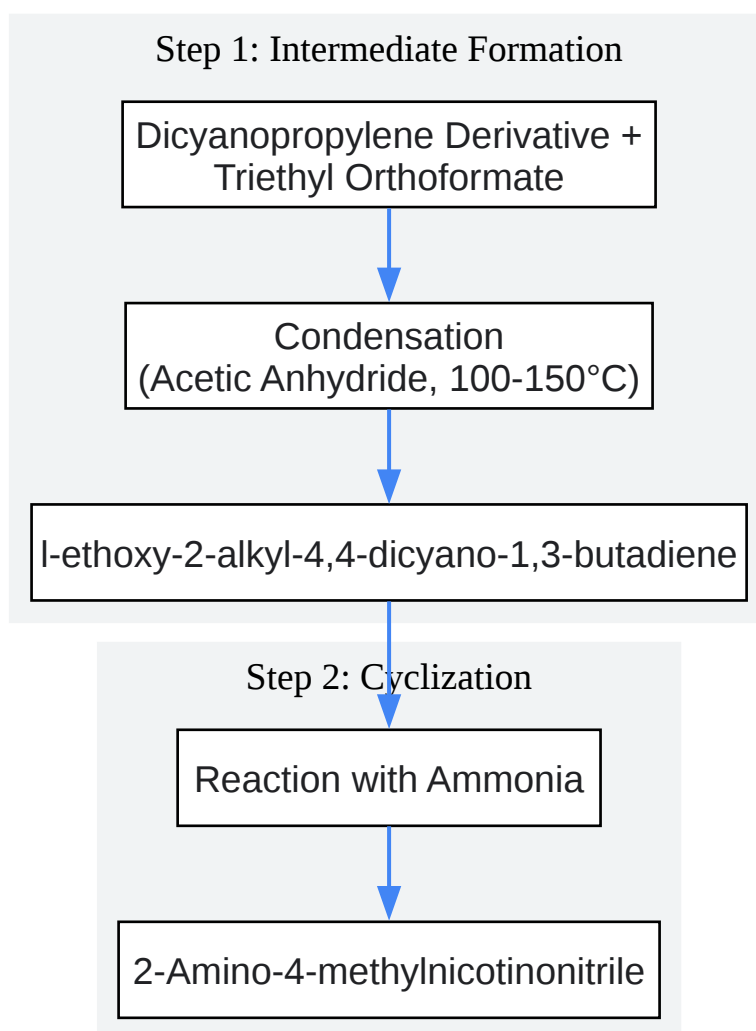 Step 1: Intermediate Formation
Dicyanopropylene Derivative +
Triethyl Orthoformate
Condensation
(Acetic Anhydride, 100-150°C)
l-ethoxy-2-alkyl-4,4-dicyano-1,3-butadiene
Step 2: Cyclization
Reaction with Ammonia
2-Amino-4-methylnicotinonitrile